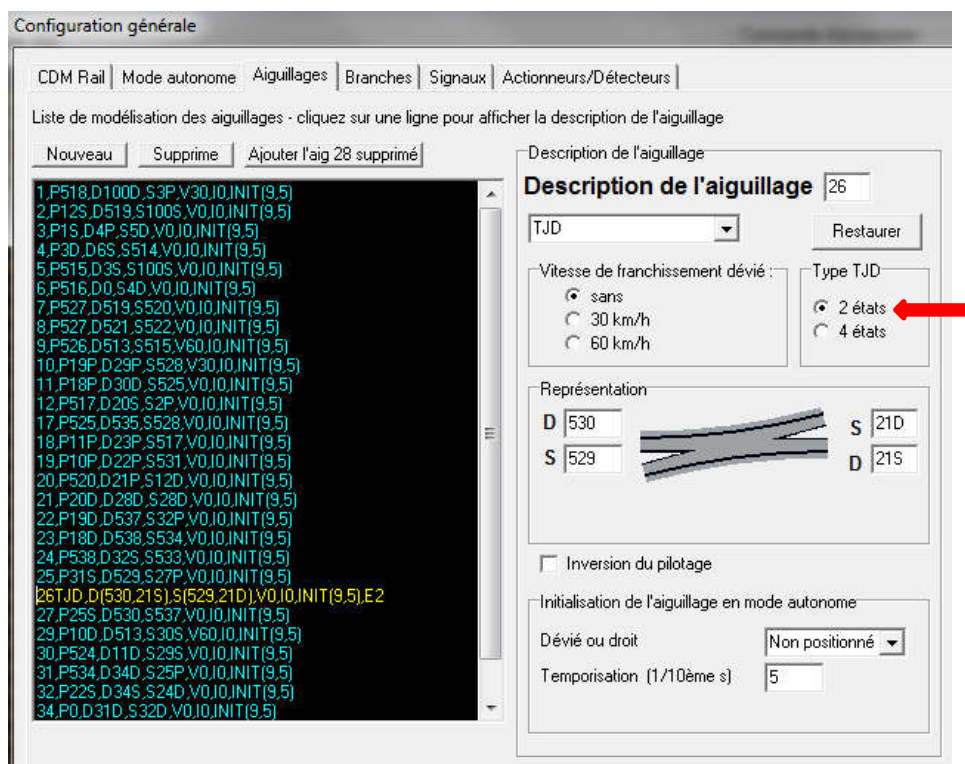 Configuration générale
CDM Rail Mode autonome Aiguillages Branches Signaux Actionneurs/Détecteurs
Liste de modélisation des aiguillages - cliquez sur une ligne pour afficher la description de l'aiguillage
Nouveau Supprime Ajouter l'aig 28 supprimé
1,P518,D100D,S3P,V30,I0,INIT(9,5)
2,P12S,D519,S100S,V0,I0,INIT(9,5)
3,P1S,D4P,S5D,V0,I0,INIT(9,5)
4,P3D,D6S,S514,V0,I0,INIT(9,5)
5,P515,D3S,S100S,V0,I0,INIT(9,5)
6,P516,D0,S4D,V0,I0,INIT(9,5)
7,P527,D519,S520,V0,I0,INIT(9,5)
8,P527,D521,S522,V0,I0,INIT(9,5)
9,P526,D513,S515,V60,I0,INIT(9,5)
10,P19P,D29P,S528,V30,I0,INIT(9,5)
11,P18P,D30D,S525,V0,I0,INIT(9,5)
12,P517,D20S,S2P,V0,I0,INIT(9,5)
17,P525,D535,S528,V0,I0,INIT(9,5)
18,P11P,D23P,S517,V0,I0,INIT(9,5)
19,P10P,D22P,S531,V0,I0,INIT(9,5)
20,P520,D21P,S12D,V0,I0,INIT(9,5)
21,P20D,D28D,S28D,V0,I0,INIT(9,5)
22,P19D,D537,S32P,V0,I0,INIT(9,5)
23,P18D,D538,S534,V0,I0,INIT(9,5)
24,P538,D32S,S533,V0,I0,INIT(9,5)
25,P31S,D529,S27P,V0,I0,INIT(9,5)
26TJD,D(530,21S),S(529,21D),V0,I0,INIT(9,5),E2
27,P25S,D530,S537,V0,I0,INIT(9,5)
29,P10D,D513,S30S,V60,I0,INIT(9,5)
30,P524,D11D,S29S,V0,I0,INIT(9,5)
31,P534,D34D,S25P,V0,I0,INIT(9,5)
32,P22S,D34S,S24D,V0,I0,INIT(9,5)
34,P0,D31D,S32D,V0,I0,INIT(9,5)
Description de l'aiguillage
Description de l'aiguillage 26
TJD Restaurer
Vitesse de franchissement dévié :
sans
30 km/h
60 km/h
Type TJD
2 états
4 états
Représentation
D 530 S 21D
S 529 D 21S
Inversion du pilotage
Initialisation de l'aiguillage en mode autonome
Dévié ou droit Non positionné
Temporisation (1/10ème s) 5